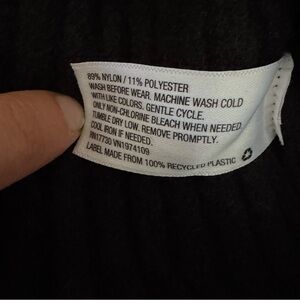 89% NYLON / 11% POLYESTER
WASH BEFORE WEAR. MACHINE WASH COLD
WITH LIKE COLORS. GENTLE CYCLE.
ONLY NON-CHLORINE BLEACH WHEN NEEDED.
TUMBLE DRY LOW. REMOVE PROMPTLY.
COOL IRON IF NEEDED.
RN17730 VN1974109
LABEL MADE FROM 100% RECYCLED PLASTIC